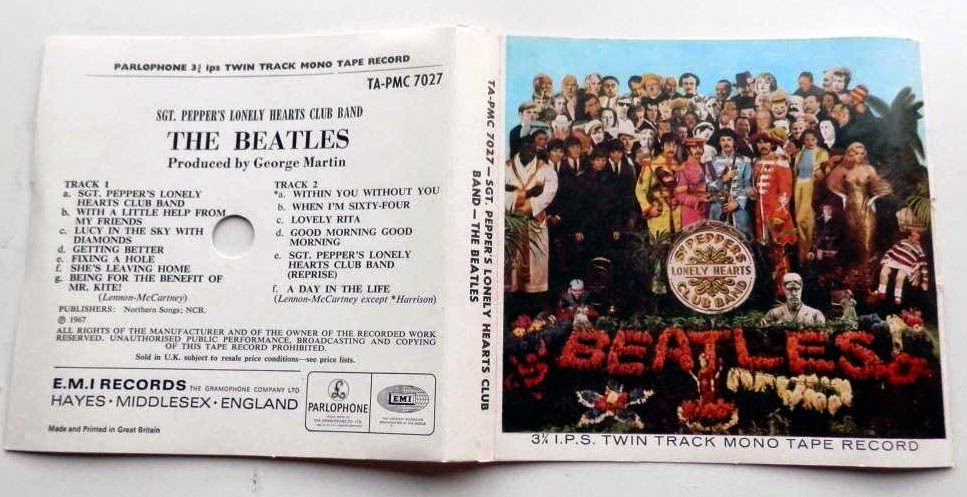 PARLOPHONE 3¾ ips TWIN TRACK MONO TAPE RECORD
TA-PMC 7027
SGT. PEPPER'S LONELY HEARTS CLUB BAND
THE BEATLES
Produced by George Martin
TRACK 1
a. SGT. PEPPER'S LONELY
HEARTS CLUB BAND
b. WITH A LITTLE HELP FROM
MY FRIENDS
c. LUCY IN THE SKY WITH
DIAMONDS
d. GETTING BETTER
e. FIXING A HOLE
f. SHE'S LEAVING HOME
g. BEING FOR THE BENEFIT OF
MR. KITE!
(Lennon-McCartney)
TRACK 2
*a. WITHIN YOU WITHOUT YOU
b. WHEN I'M SIXTY-FOUR
c. LOVELY RITA
d. GOOD MORNING GOOD
MORNING
e. SGT. PEPPER'S LONELY
HEARTS CLUB BAND
(REPRISE)
f. A DAY IN THE LIFE
(Lennon-McCartney except *Harrison)
PUBLISHERS: Northern Songs; NCB.
℗ 1967
ALL RIGHTS OF THE MANUFACTURER AND OF THE OWNER OF THE RECORDED WORK
RESERVED. UNAUTHORISED PUBLIC PERFORMANCE, BROADCASTING AND COPYING
OF THIS TAPE RECORD PROHIBITED.
Sold in U.K. subject to resale price conditions—see price lists.
E.M.I RECORDS THE GRAMOPHONE COMPANY LTD
HAYES · MIDDLESEX · ENGLAND
PARLOPHONE
EMI
Made and Printed in Great Britain
TA-PMC 7027—SGT. PEPPER'S LONELY HEARTS CLUB
BAND—THE BEATLES
SGT. PEPPER'S
LONELY HEARTS
CLUB BAND
BEATLES
3¾ I.P.S. TWIN TRACK MONO TAPE RECORD